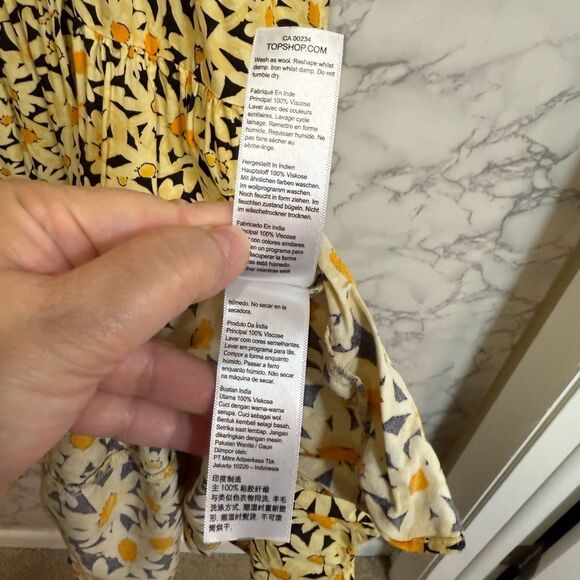 CA 00234
TOPSHOP.COM
Wash as wool. Reshape whilst
damp. Iron whilst damp. Do not
tumble dry.
Fabriqué En Inde
Principal 100% Viscose
Laver avec des couleurs
similaires, Lavage cycle
lainage. Remettre en forme
humide. Repasser humide. Ne
pas faire sécher au
sèche-linge.
Hergestellt In Indien
Hauptstoff 100% Viskose
Mit ähnlichen farben waschen.
Im wollprogramm waschen.
Noch feucht in form ziehen. Im
feuchten zustand bügeln. Nicht
im wäschetrockner trocknen.
Fabricado En India
100% Viscosa
con colores similares.
en un programa para
Recuperar la forma
está húmedo.
mientras esté
húmedo. No secar en la
secadora.
Produto Da Índia
Principal 100% Viscose
Lavar com cores semelhantes.
Lavar em programa para lãs.
Compor a forma enquanto
húmido. Passar a ferro
enquanto húmido. Não secar
na máquina de secar.
Buatan India
Utama 100% Viskosa
Cuci dengan warna-warna
serupa. Cuci sebagai wol.
Bentuk kembali selagi basah.
Setrika saat lembap. Jangan
dikeringkan dengan mesin.
Pakaian Wanita / Gaun
Diimpor oleh:
PT Mitra Adiperkasa Tbk
Jakarta 10220 – Indonesia
印度制造
主 100% 粘胶纤维
与类似色衣物同洗. 羊毛
洗涤方式. 潮湿时重新整
形. 潮湿时熨烫. 不可滚
筒烘干.